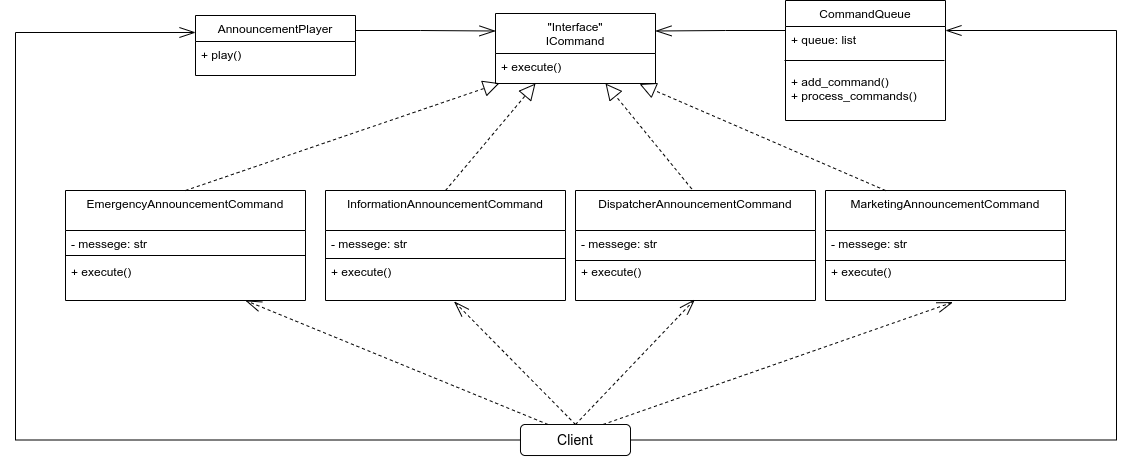 AnnouncementPlayer
+ play()
"Interface"
ICommand
+ execute()
CommandQueue
+ queue: list
+ add_command()
+ process_commands()
EmergencyAnnouncementCommand
- messege: str
+ execute()
InformationAnnouncementCommand
- messege: str
+ execute()
DispatcherAnnouncementCommand
- messege: str
+ execute()
MarketingAnnouncementCommand
- messege: str
+ execute()
Client